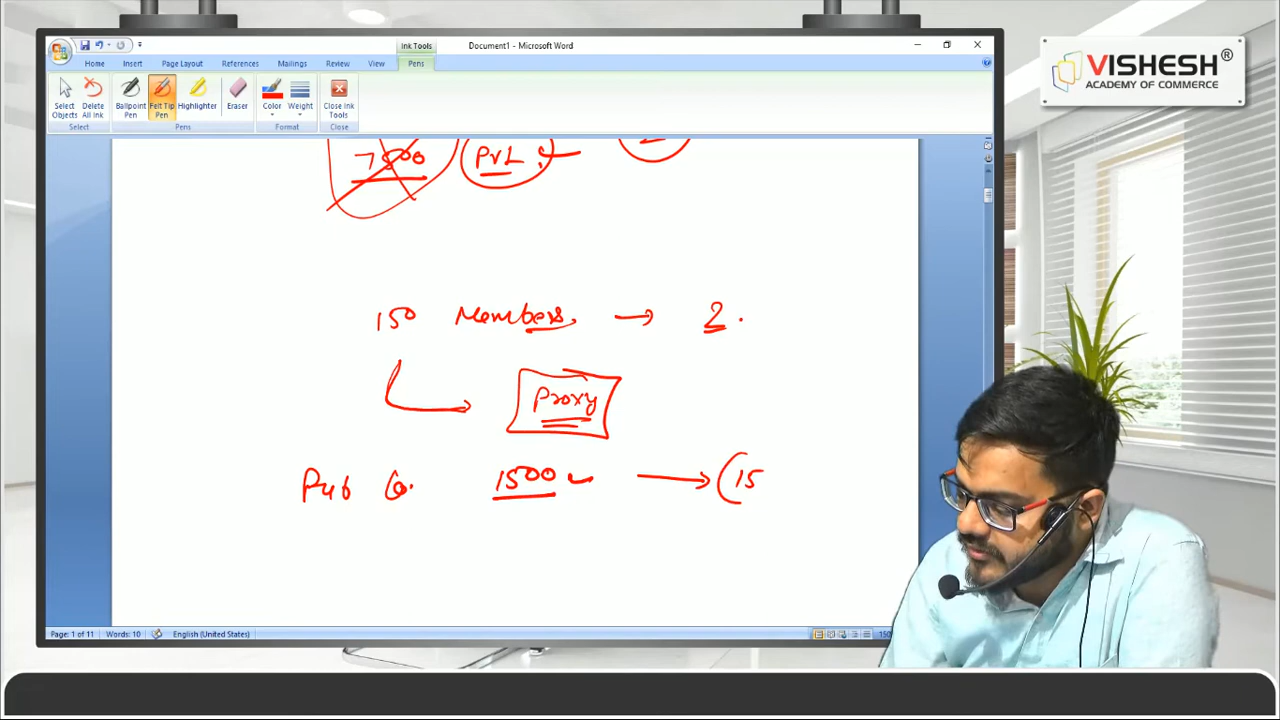 Ink Tools
Document1 - Microsoft Word
Home Insert Page Layout References Mailings Review View Pens
Select Objects
Delete All Ink
Ballpoint Pen
Felt Tip Pen
Highlighter
Eraser
Color
Weight
Close Ink Tools
Select Pens Format Close
VISHESH®
ACADEMY OF COMMERCE
7500
150 Members. → 2.
Proxy
Pub Co. 1500 → (15
Page: 1 of 11 Words: 10 English (United States) 150